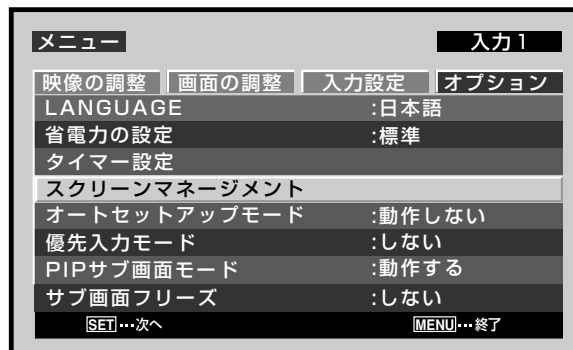 メニュー 入力1
映像の調整 画面の調整 入力設定 オプション
LANGUAGE :日本語
省電力の設定 :標準
タイマー設定
スクリーンマネージメント
オートセットアップモード :動作しない
優先入力モード :しない
PIPサブ画面モード :動作する
サブ画面フリーズ :しない
SET…次へ MENU…終了